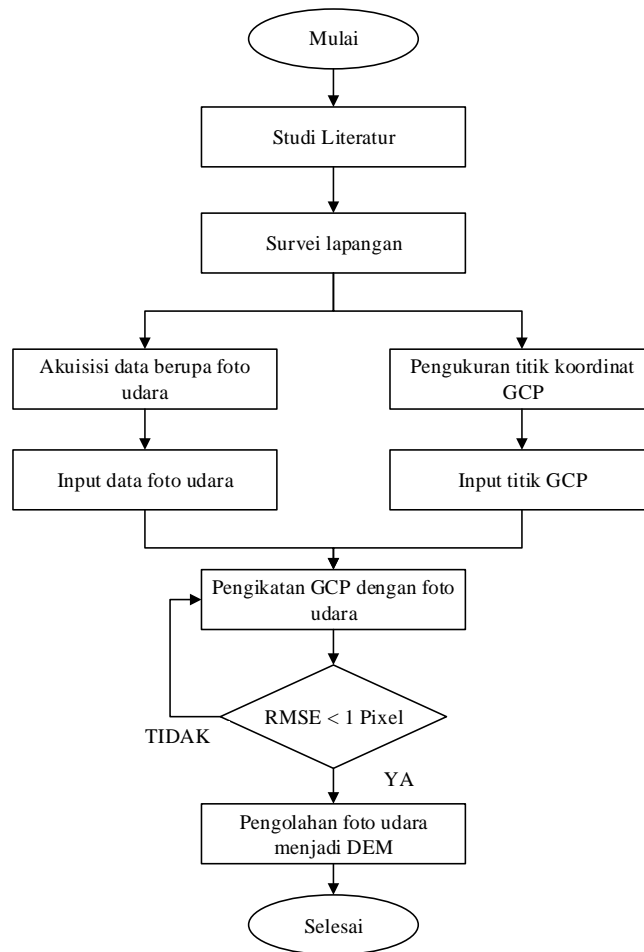 Mulai
Studi Literatur
Survei lapangan
Akuisisi data berupa foto
udara
Pengukuran titik koordinat
GCP
Input data foto udara
Input titik GCP
Pengikatan GCP dengan foto
udara
RMSE < 1 Pixel
TIDAK
YA
Pengolahan foto udara
menjadi DEM
Selesai